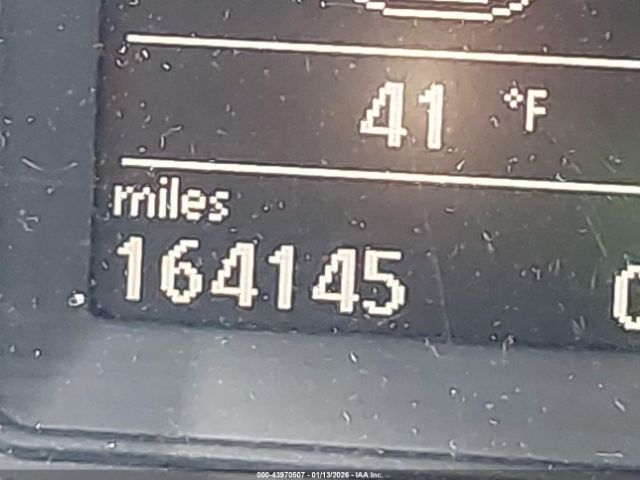 41 °F
miles
164145
000-43970507 - 01/13/2026 - IAA Inc.